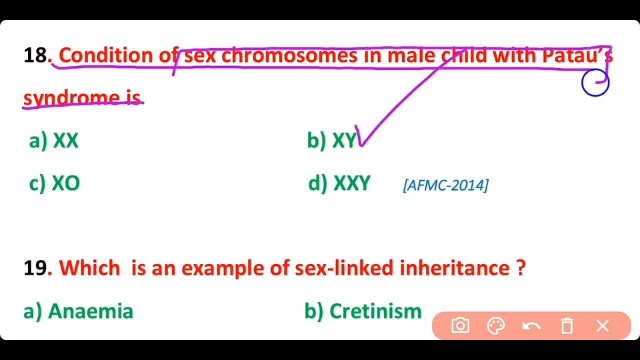 18. Condition of sex chromosomes in male child with Patau's
syndrome is
a) XX b) XY
c) XO d) XXY [AFMC-2014]
19. Which is an example of sex-linked inheritance ?
a) Anaemia b) Cretinism